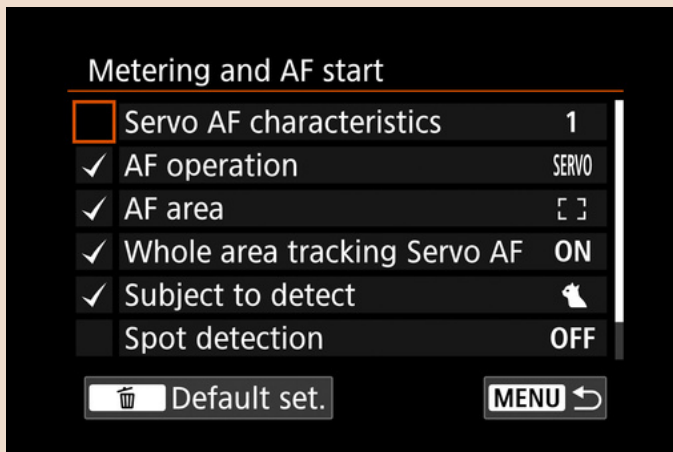 Metering and AF start
Servo AF characteristics 1
AF operation SERVO
AF area
Whole area tracking Servo AF ON
Subject to detect
Spot detection OFF
Default set. MENU